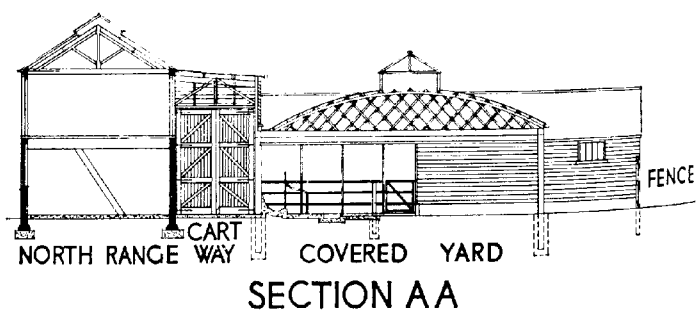 FENCE
NORTH RANGE
CART
WAY
COVERED YARD
SECTION AA